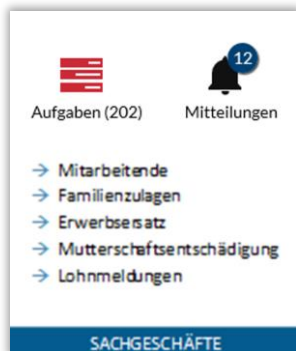 12
Aufgaben (202) Mitteilungen
→ Mitarbeitende
→ Familienzulagen
→ Erwerbsersatz
→ Mutterschaftsentschädigung
→ Lohnmeldungen
SACHGESCHÄFTE